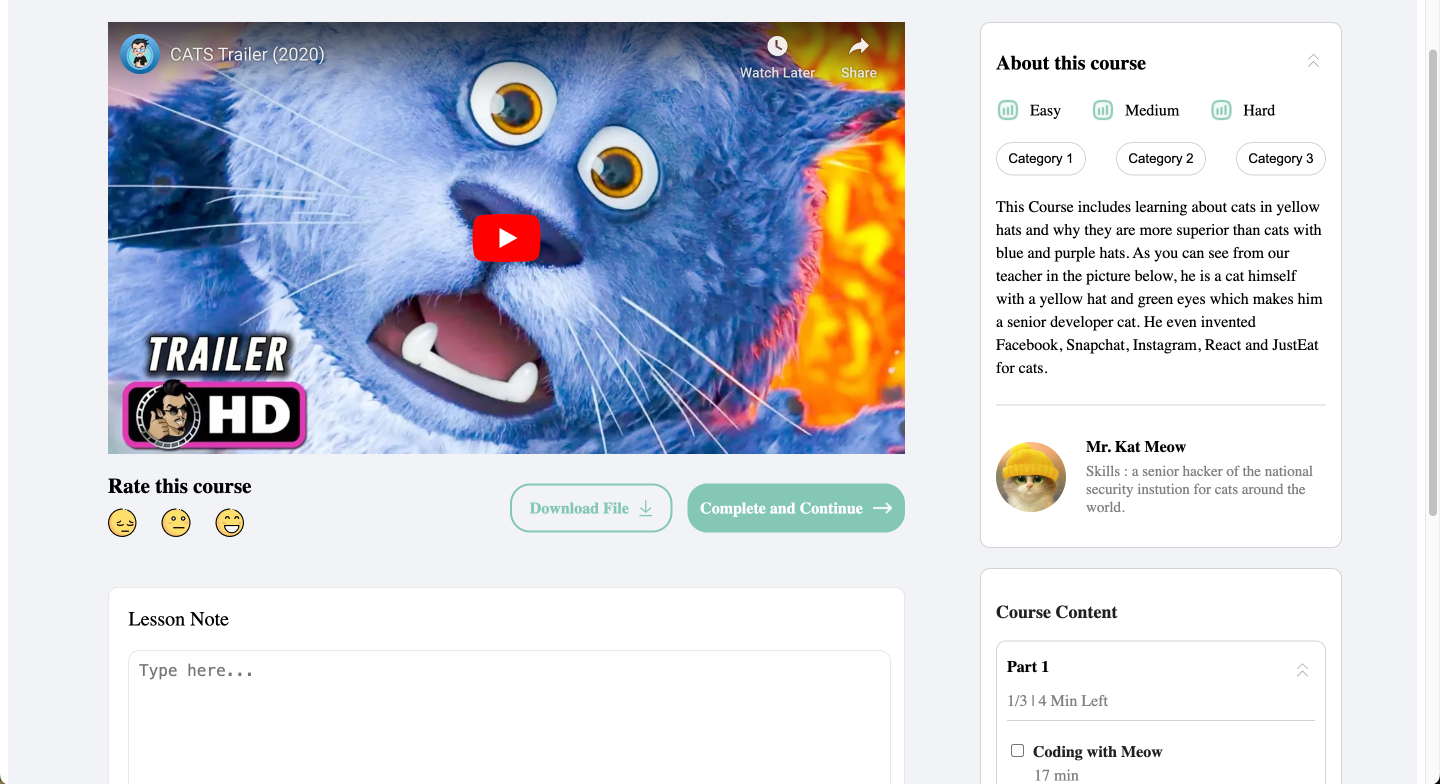 CATS Trailer (2020)
Watch Later
Share
TRAILER
HD
Rate this course
Download File
Complete and Continue
Lesson Note
Type here...
About this course
Easy
Medium
Hard
Category 1
Category 2
Category 3
This Course includes learning about cats in yellow
hats and why they are more superior than cats with
blue and purple hats. As you can see from our
teacher in the picture below, he is a cat himself
with a yellow hat and green eyes which makes him
a senior developer cat. He even invented
Facebook, Snapchat, Instagram, React and JustEat
for cats.
Mr. Kat Meow
Skills : a senior hacker of the national
security instution for cats around the
world.
Course Content
Part 1
1/3 | 4 Min Left
Coding with Meow
17 min